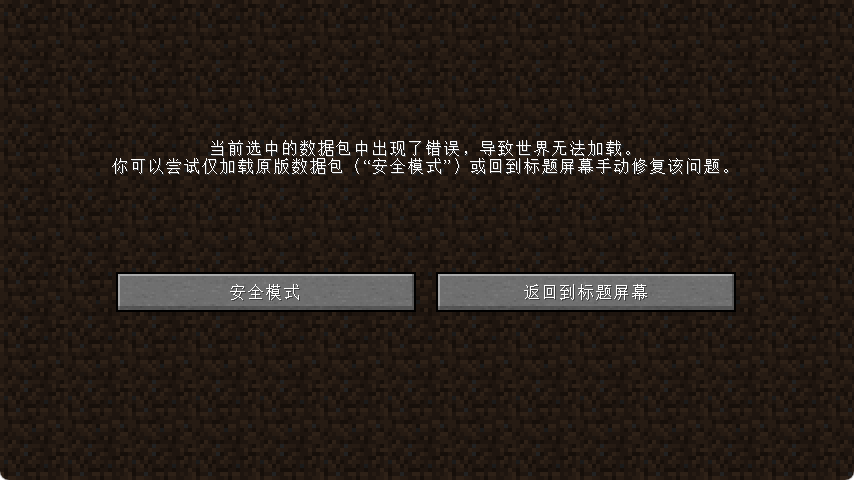 当前选中的数据包中出现了错误，导致世界无法加载。
你可以尝试仅加载原版数据包（“安全模式”）或回到标题屏幕手动修复该问题。
安全模式
返回到标题屏幕